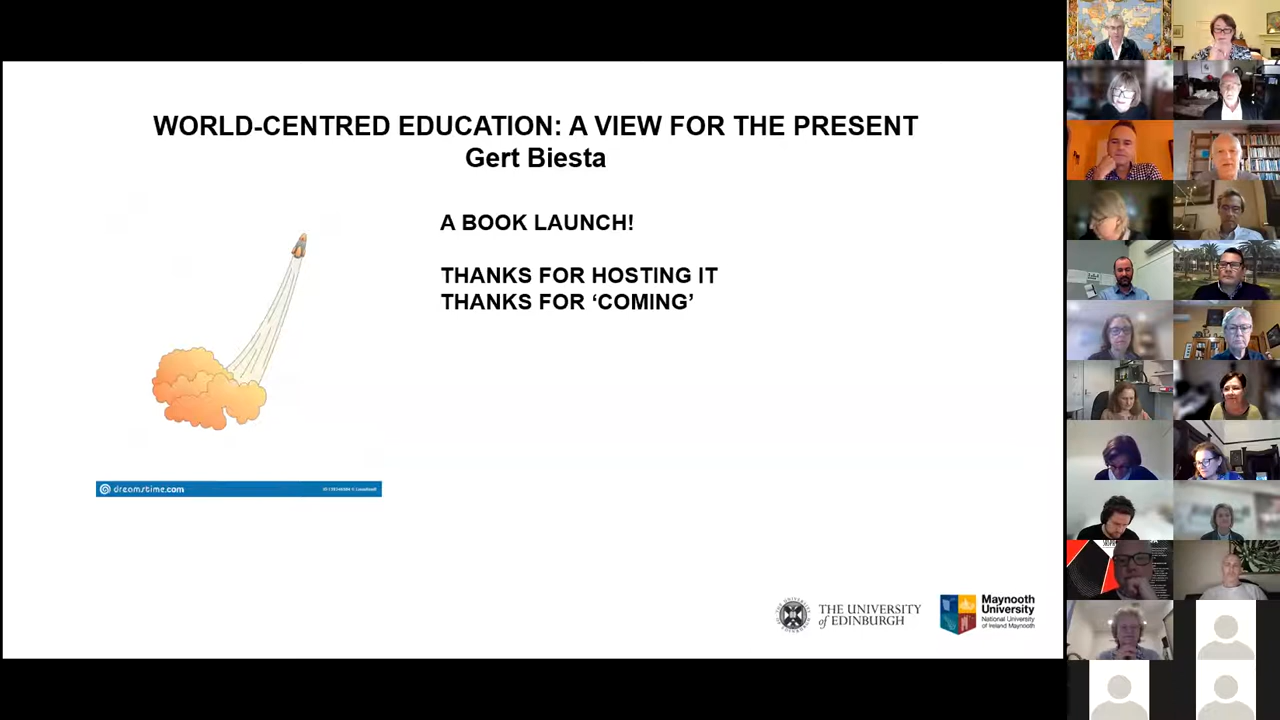 WORLD-CENTRED EDUCATION: A VIEW FOR THE PRESENT
Gert Biesta
A BOOK LAUNCH!
THANKS FOR HOSTING IT
THANKS FOR ‘COMING’
dreamstime.com
THE UNIVERSITY
of EDINBURGH
Maynooth
University
National University
of Ireland Maynooth